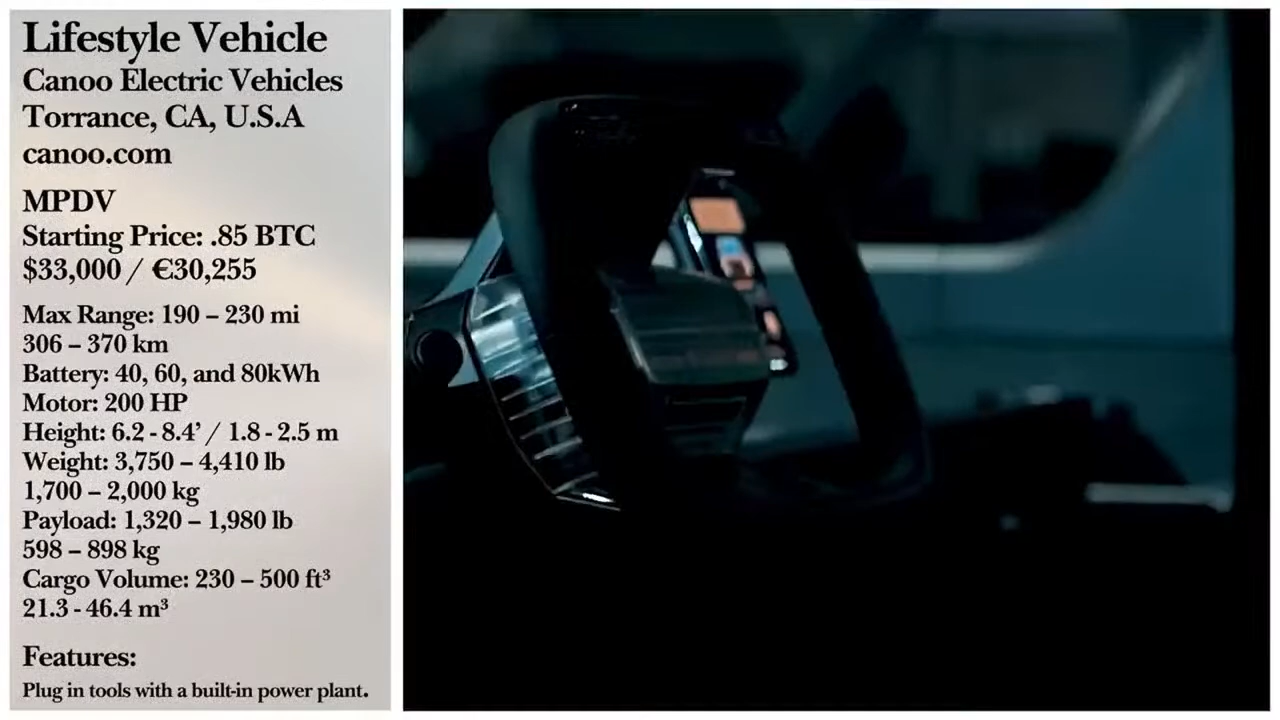 Lifestyle Vehicle
Canoo Electric Vehicles
Torrance, CA, U.S.A
canoo.com
MPDV
Starting Price: .85 BTC
$33,000 / €30,255
Max Range: 190 – 230 mi
306 – 370 km
Battery: 40, 60, and 80kWh
Motor: 200 HP
Height: 6.2 - 8.4’ / 1.8 - 2.5 m
Weight: 3,750 – 4,410 lb
1,700 – 2,000 kg
Payload: 1,320 – 1,980 lb
598 – 898 kg
Cargo Volume: 230 – 500 ft³
21.3 - 46.4 m³
Features:
Plug in tools with a built-in power plant.